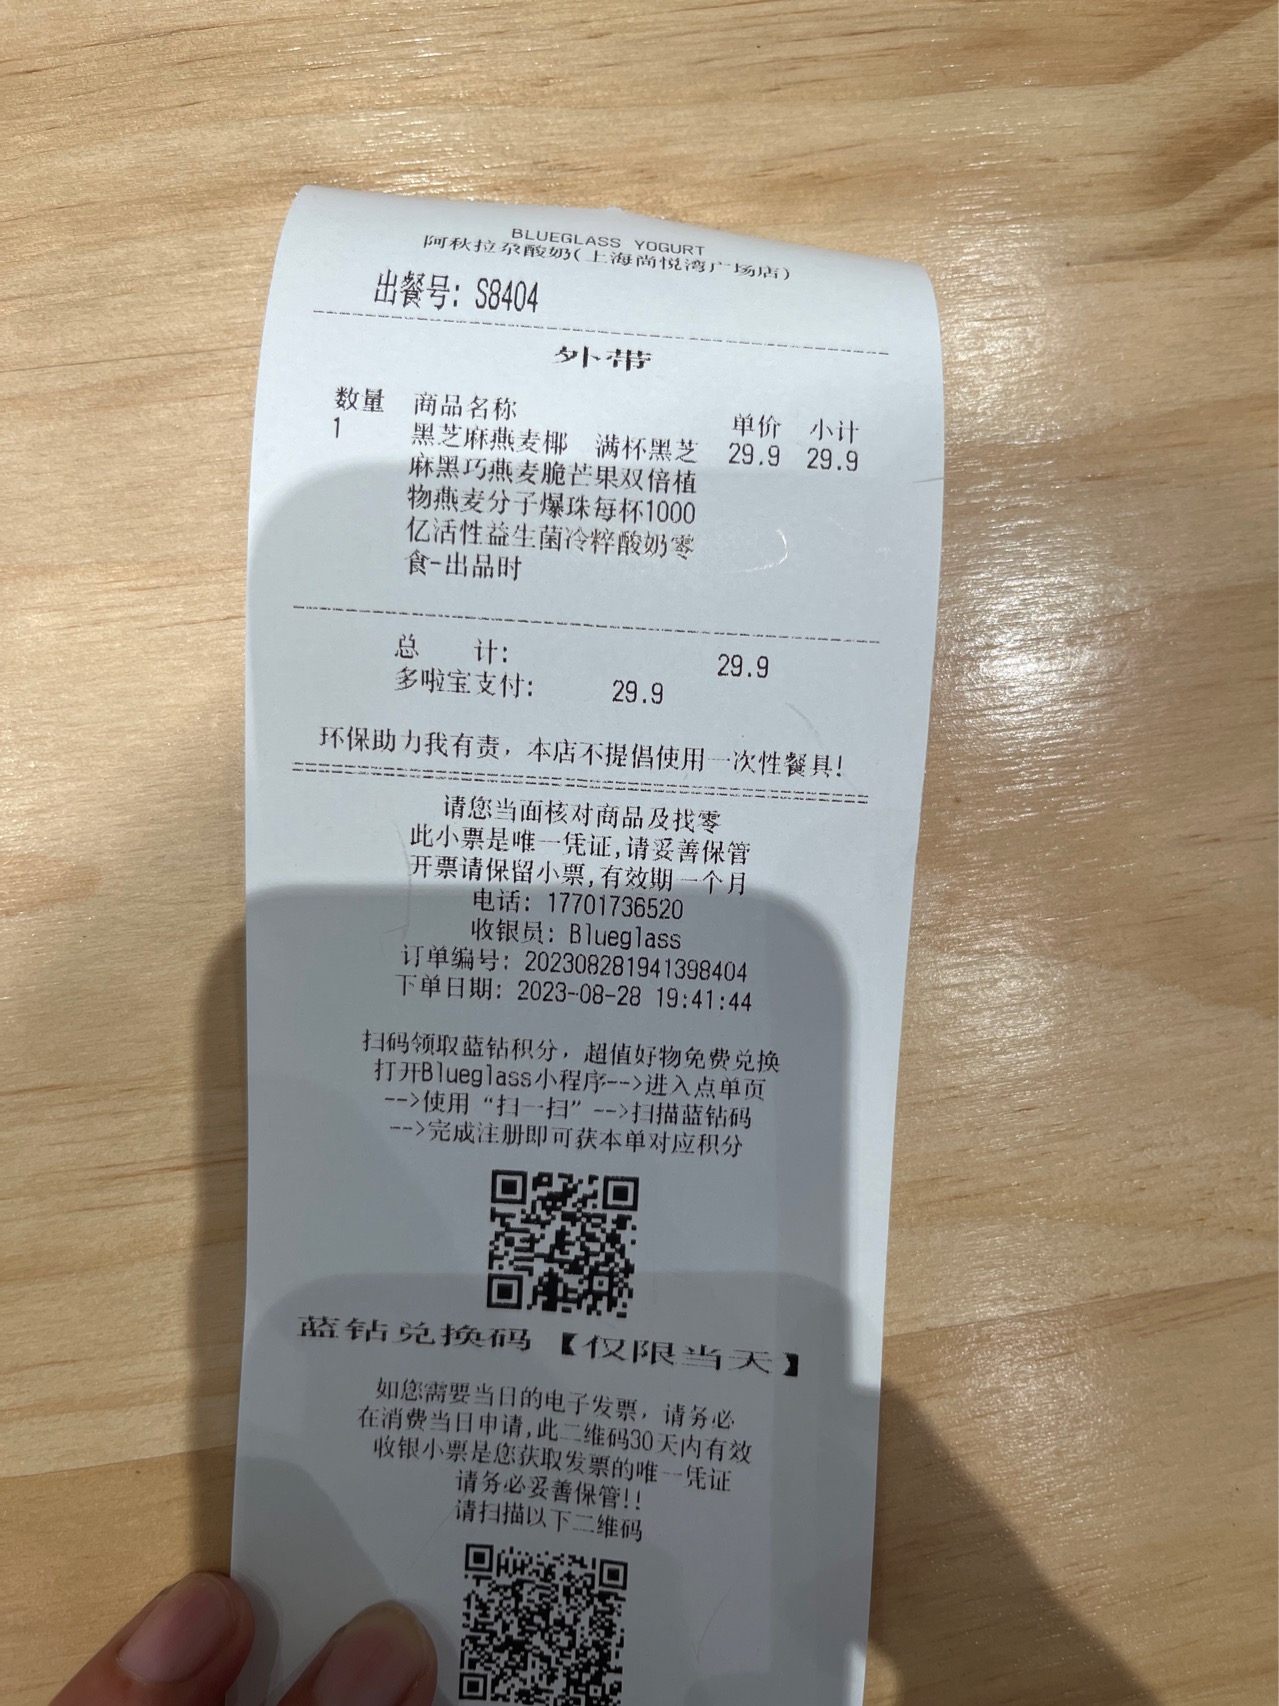 BLUEGLASS YOGURT
阿秋拉尕酸奶(上海尚悦湾广场店)
出餐号: S8404
外带
数量 商品名称 单价 小计
1 黑芝麻燕麦椰 满杯黑芝 29.9 29.9
麻黑巧燕麦脆芒果双倍植
物燕麦分子爆珠每杯1000
亿活性益生菌冷粹酸奶零
食-出品时
总 计: 29.9
多啦宝支付: 29.9
环保助力我有责, 本店不提倡使用一次性餐具!
请您当面核对商品及找零
此小票是唯一凭证,请妥善保管
开票请保留小票,有效期一个月
电话: 17701736520
收银员: Blueglass
订单编号: 202308281941398404
下单日期: 2023-08-28 19:41:44
扫码领取蓝钻积分, 超值好物免费兑换
打开Blueglass小程序-->进入点单页
-->使用“扫一扫”-->扫描蓝钻码
-->完成注册即可获本单对应积分
蓝钻兑换码【仅限当天】
如您需要当日的电子发票, 请务必
在消费当日申请,此二维码30天内有效
收银小票是您获取发票的唯一凭证
请务必妥善保管!!
请扫描以下二维码